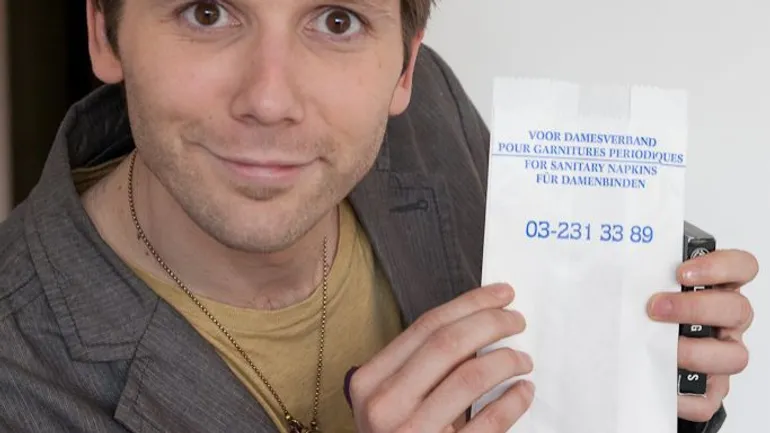 VOOR DAMESVERBAND
POUR GARNITURES PERIODIQUES
FOR SANITARY NAPKINS
FÜR DAMENBINDEN
03-231 33 89